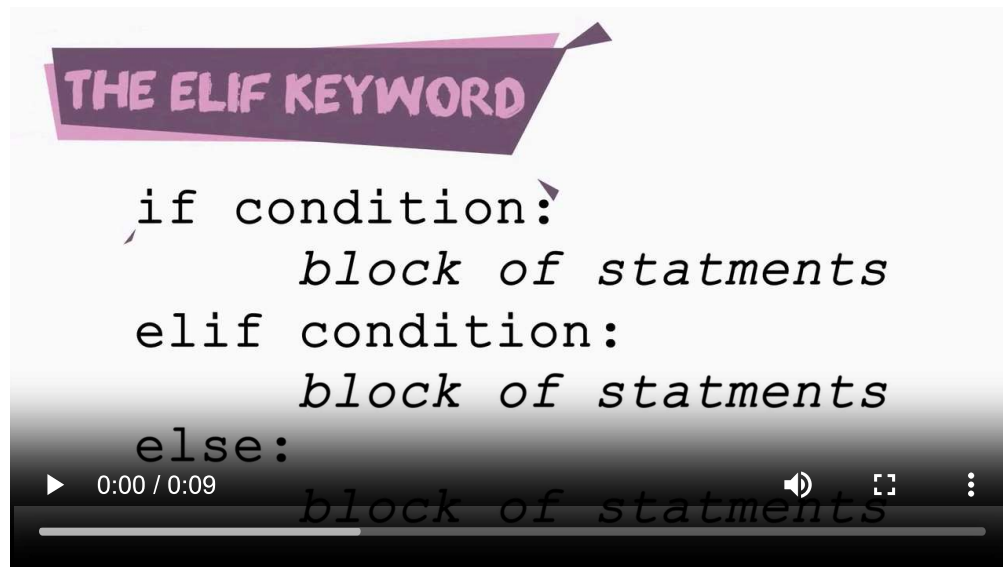 THE ELIF KEYWORD
if condition:
block of statments
elif condition:
block of statments
else:
block of statments
0:00 / 0:09